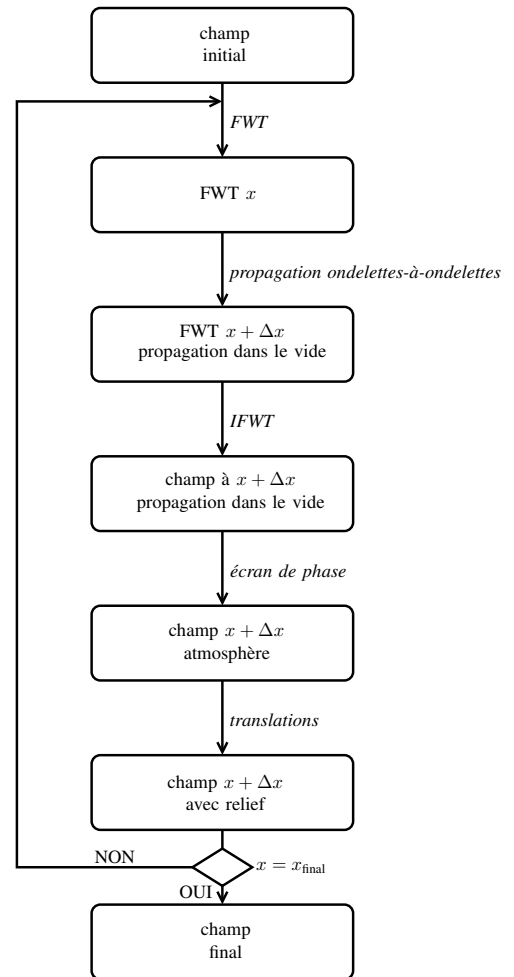 champ
initial
FWT
FWT x
propagation ondelettes-à-ondelettes
FWT x + Δx
propagation dans le vide
IFWT
champ à x + Δx
propagation dans le vide
écran de phase
champ x + Δx
atmosphère
translations
champ x + Δx
avec relief
NON
x = x_final
OUI
champ
final